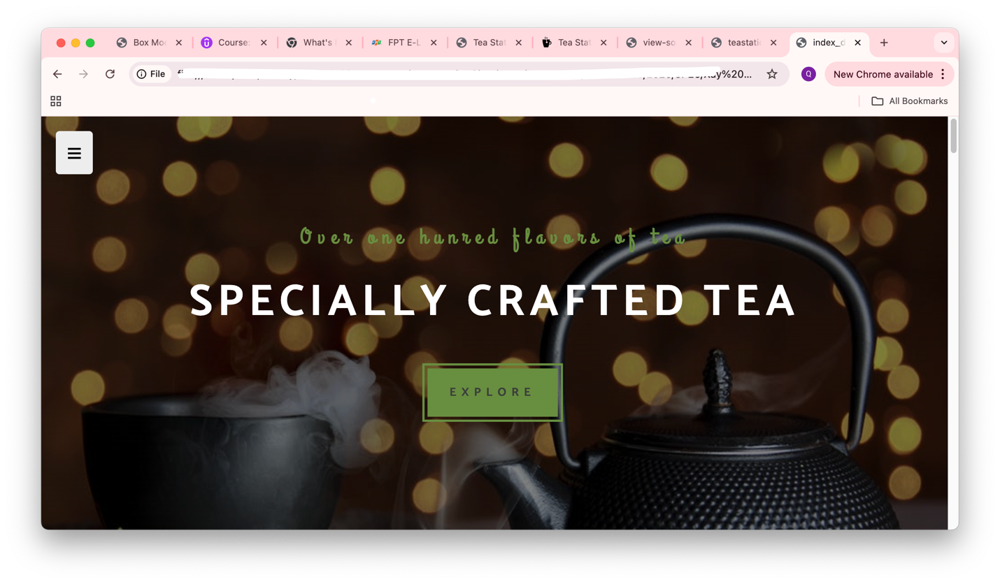 Box Mo
Course:
What's
FPT E-L
Tea Stat
Tea Stat
view-so
teastati
index_d
File
Q
New Chrome available
All Bookmarks
Over one hunred flavors of tea
SPECIALLY CRAFTED TEA
EXPLORE